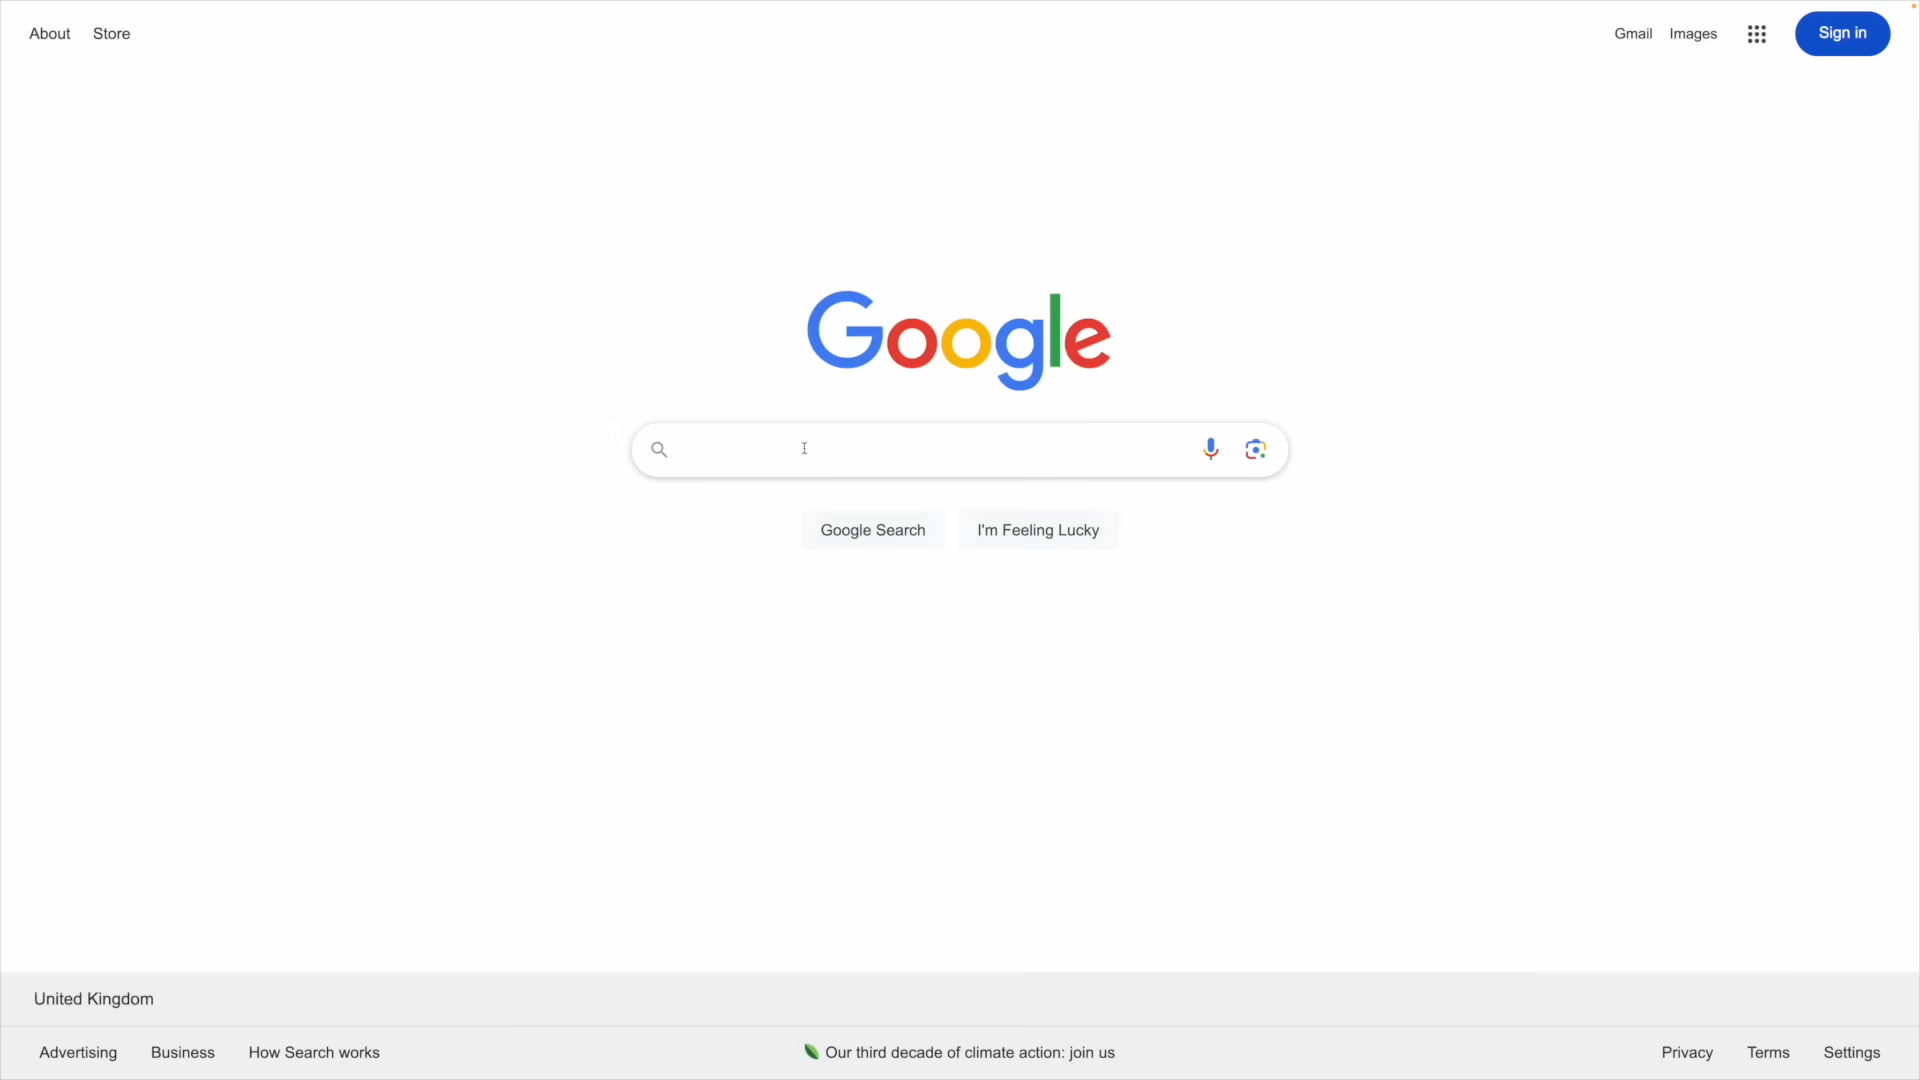 About Store Gmail Images Sign in
Google
Google Search I'm Feeling Lucky
United Kingdom
Advertising Business How Search works Our third decade of climate action: join us Privacy Terms Settings